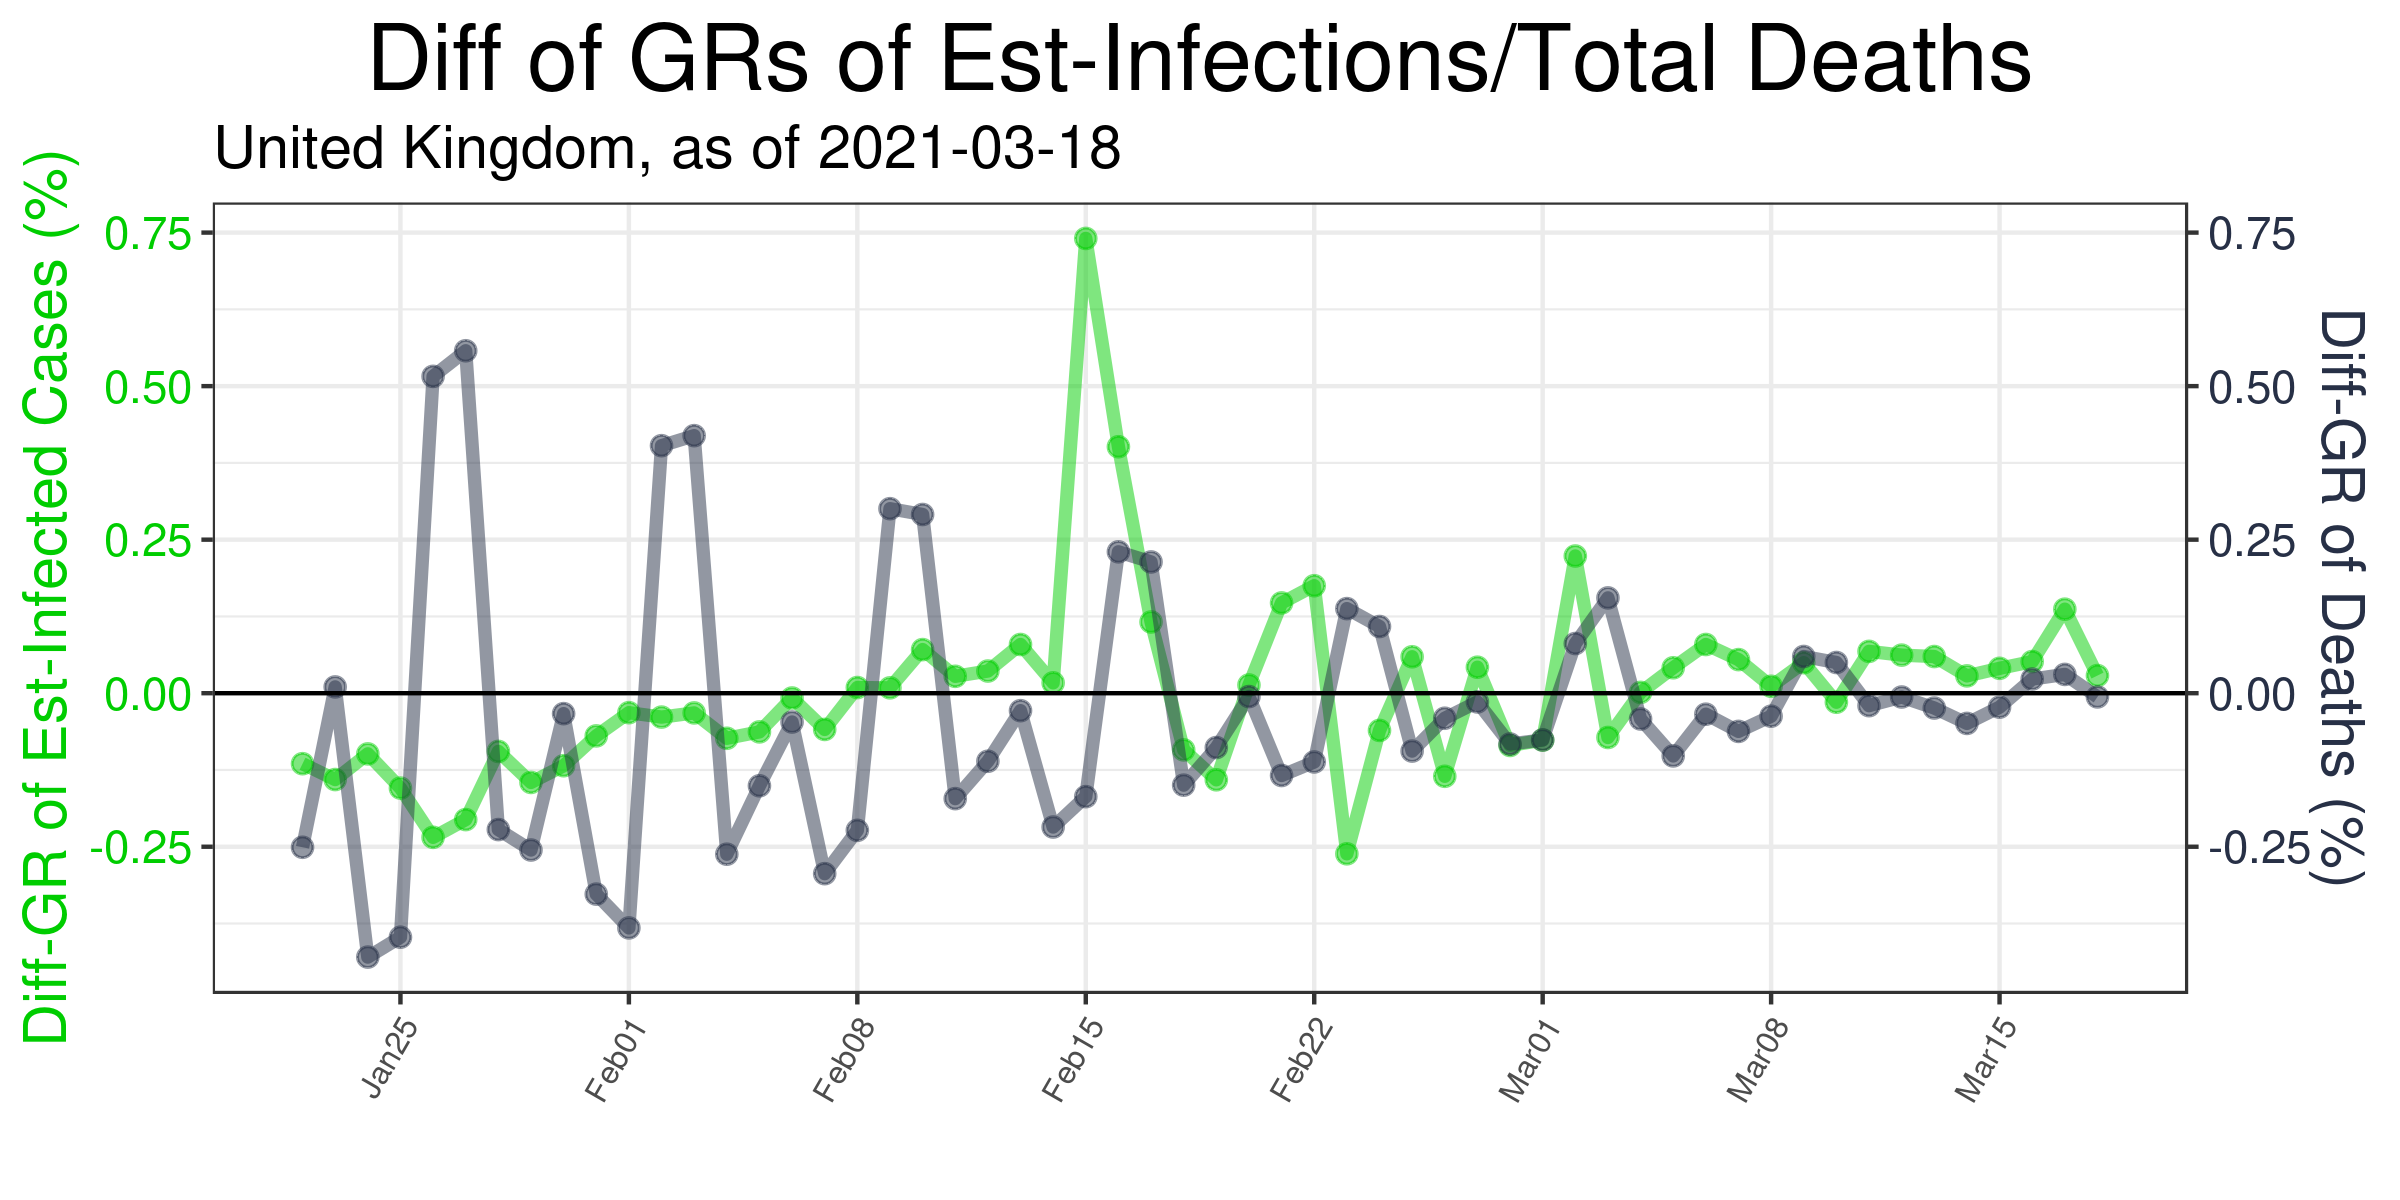 Diff of GRs of Est-Infections/Total Deaths
United Kingdom, as of 2021-03-18
Diff-GR of Est-Infected Cases (%)
0.75
0.50
0.25
0.00
-0.25
0.75
0.50
0.25
0.00
-0.25
Diff-GR of Deaths (%)
Jan25
Feb01
Feb08
Feb15
Feb22
Mar01
Mar08
Mar15